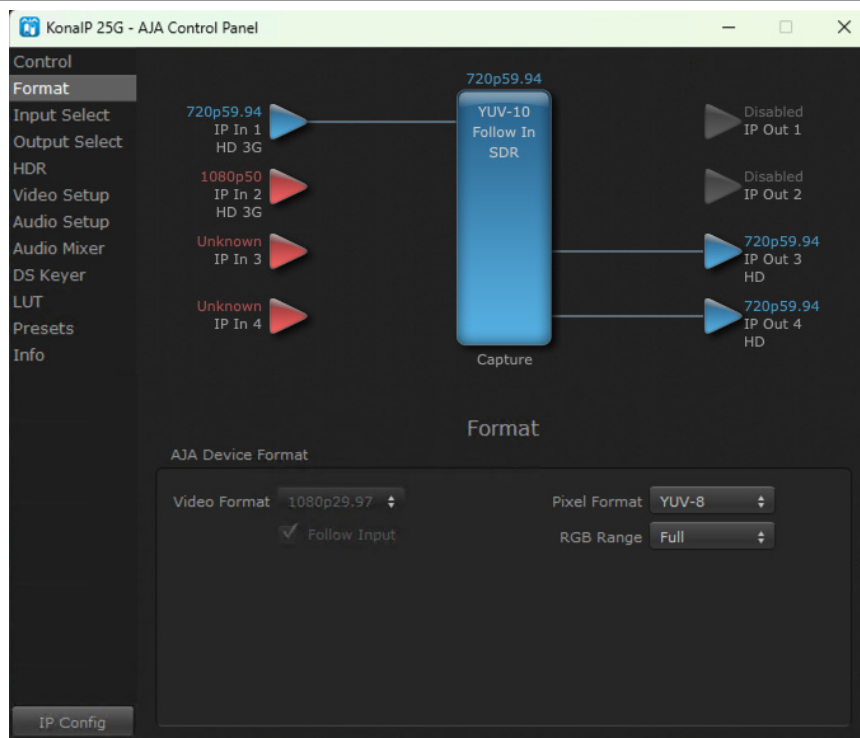 KonaIP 25G - AJA Control Panel
Control
Format
Input Select
Output Select
HDR
Video Setup
Audio Setup
Audio Mixer
DS Keyer
LUT
Presets
Info
IP Config
720p59.94
IP In 1
HD 3G
1080p50
IP In 2
HD 3G
Unknown
IP In 3
Unknown
IP In 4
720p59.94
YUV-10
Follow In
SDR
Capture
Disabled
IP Out 1
Disabled
IP Out 2
720p59.94
IP Out 3
HD
720p59.94
IP Out 4
HD
Format
AJA Device Format
Video Format 1080p29.97
Follow Input
Pixel Format YUV-8
RGB Range Full